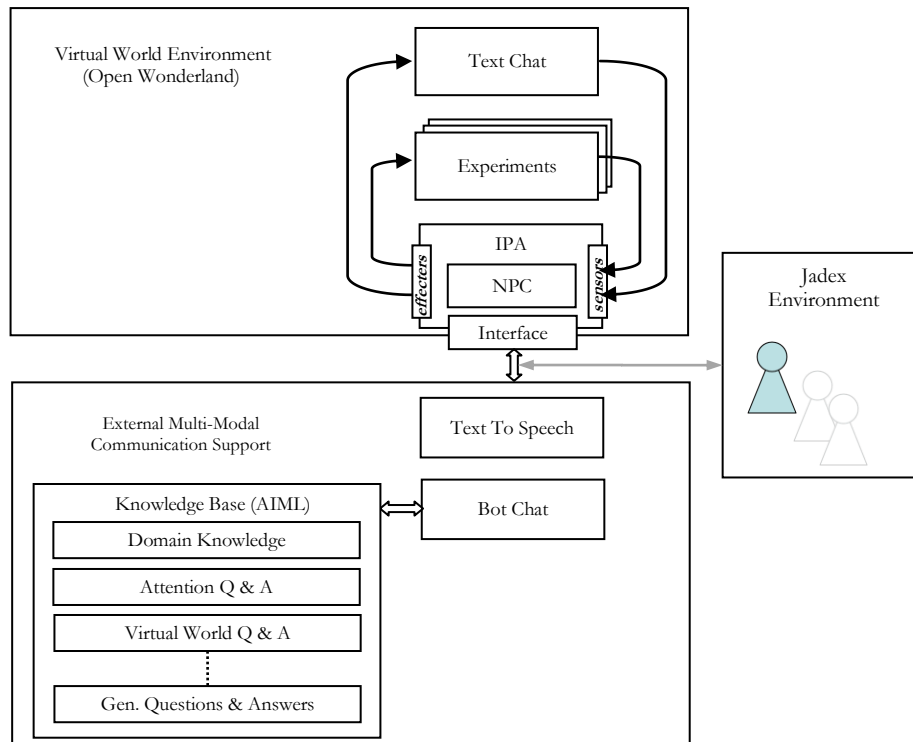 Virtual World Environment
(Open Wonderland)
Text Chat
Experiments
IPA
effecters
NPC
sensors
Interface
Jadex
Environment
External Multi-Modal
Communication Support
Text To Speech
Knowledge Base (AIML)
Bot Chat
Domain Knowledge
Attention Q & A
Virtual World Q & A
Gen. Questions & Answers